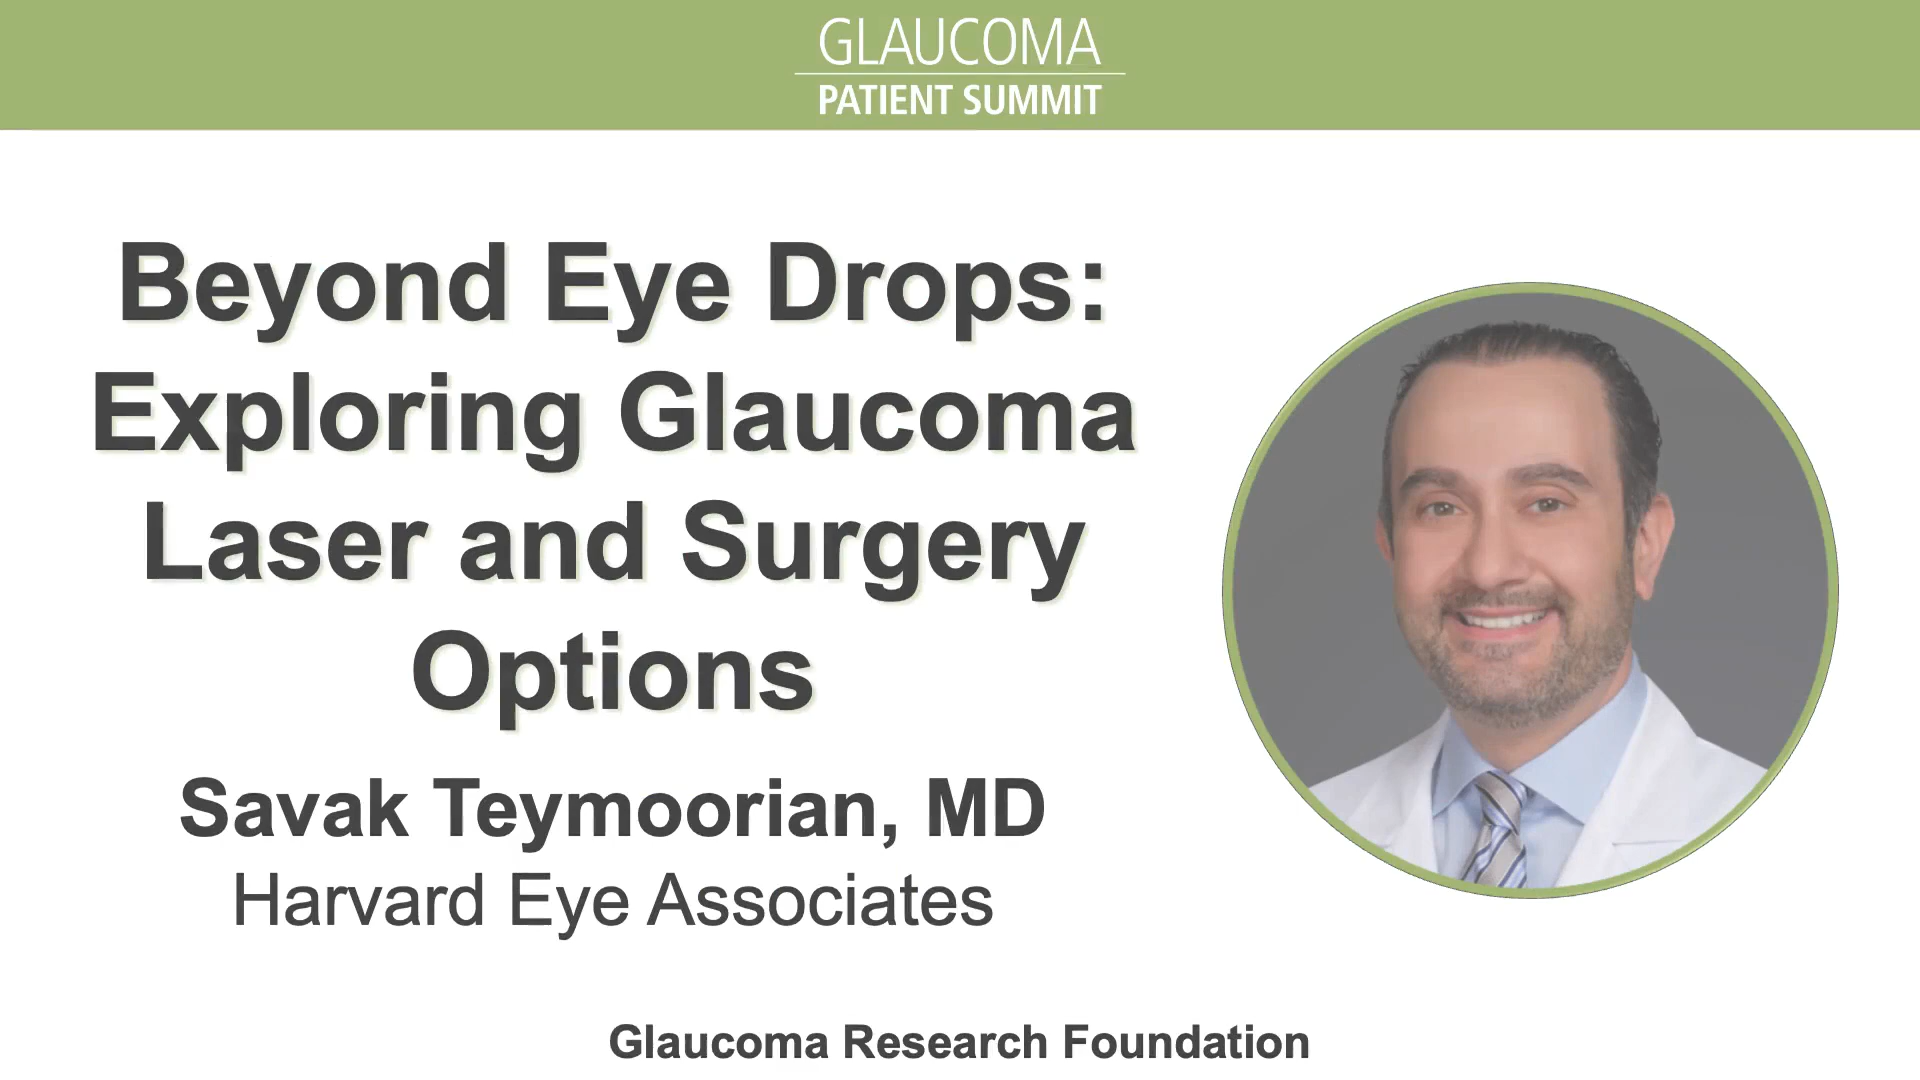 GLAUCOMA
PATIENT SUMMIT
Beyond Eye Drops:
Exploring Glaucoma
Laser and Surgery
Options
Savak Teymoorian, MD
Harvard Eye Associates
Glaucoma Research Foundation